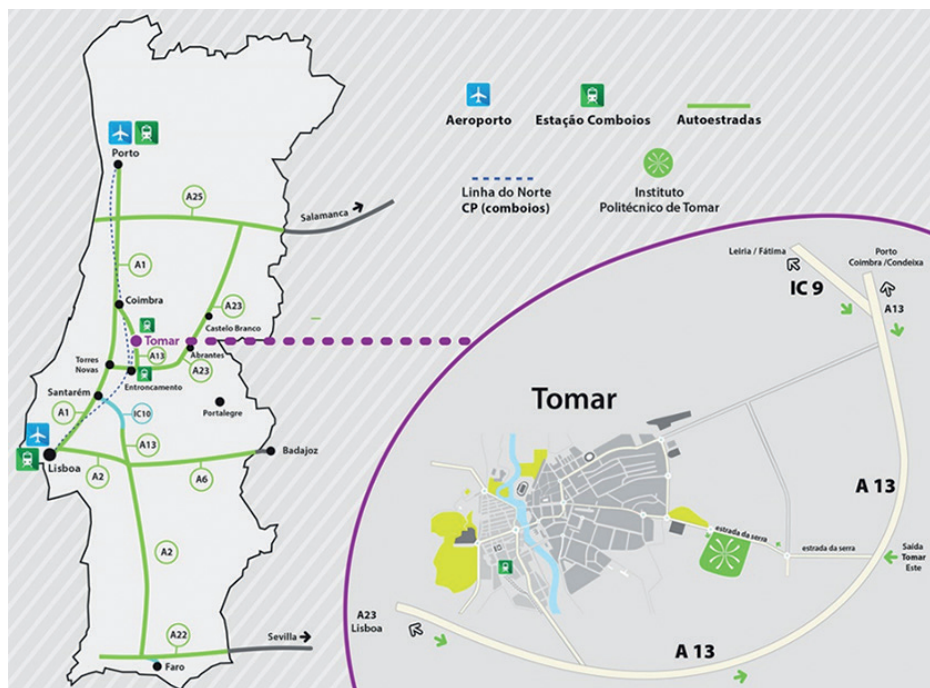 Aeroporto
Estação Comboios
Autoestradas
Linha do Norte
CP (comboios)
Instituto
Politécnico de Tomar
Porto
A25
Salamanca
A1
Coimbra
A23
Castelo Branco
Tomar
A13
Abrantes
Torres
Novas
A23
Entroncamento
Santarém
Portalegre
A1
IC10
A13
Lisboa
Badajoz
A2
A6
A2
A22
Sevilla
Faro
Leiria / Fátima
Porto
Coimbra /Condeixa
IC 9
A13
Tomar
A 13
estrada da serra
estrada da serra
Saída
Tomar
Este
A23
Lisboa
A 13